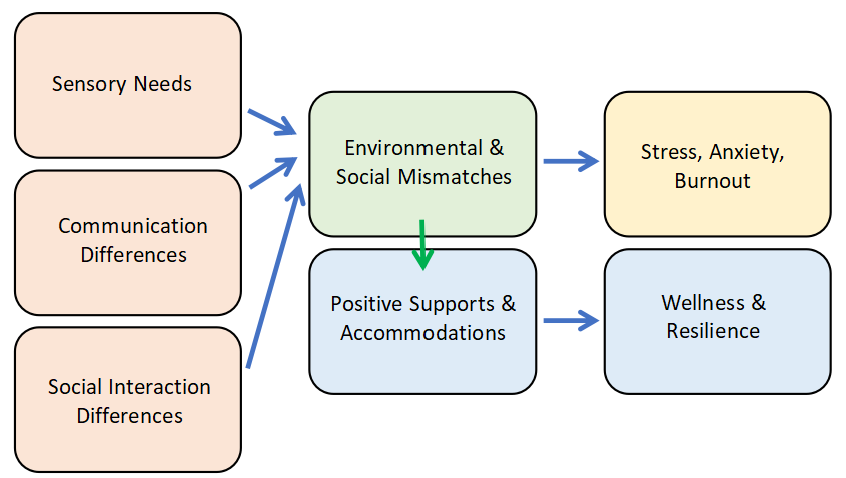 Sensory Needs
Communication
Differences
Social Interaction
Differences
Environmental &
Social Mismatches
Positive Supports &
Accommodations
Stress, Anxiety,
Burnout
Wellness &
Resilience